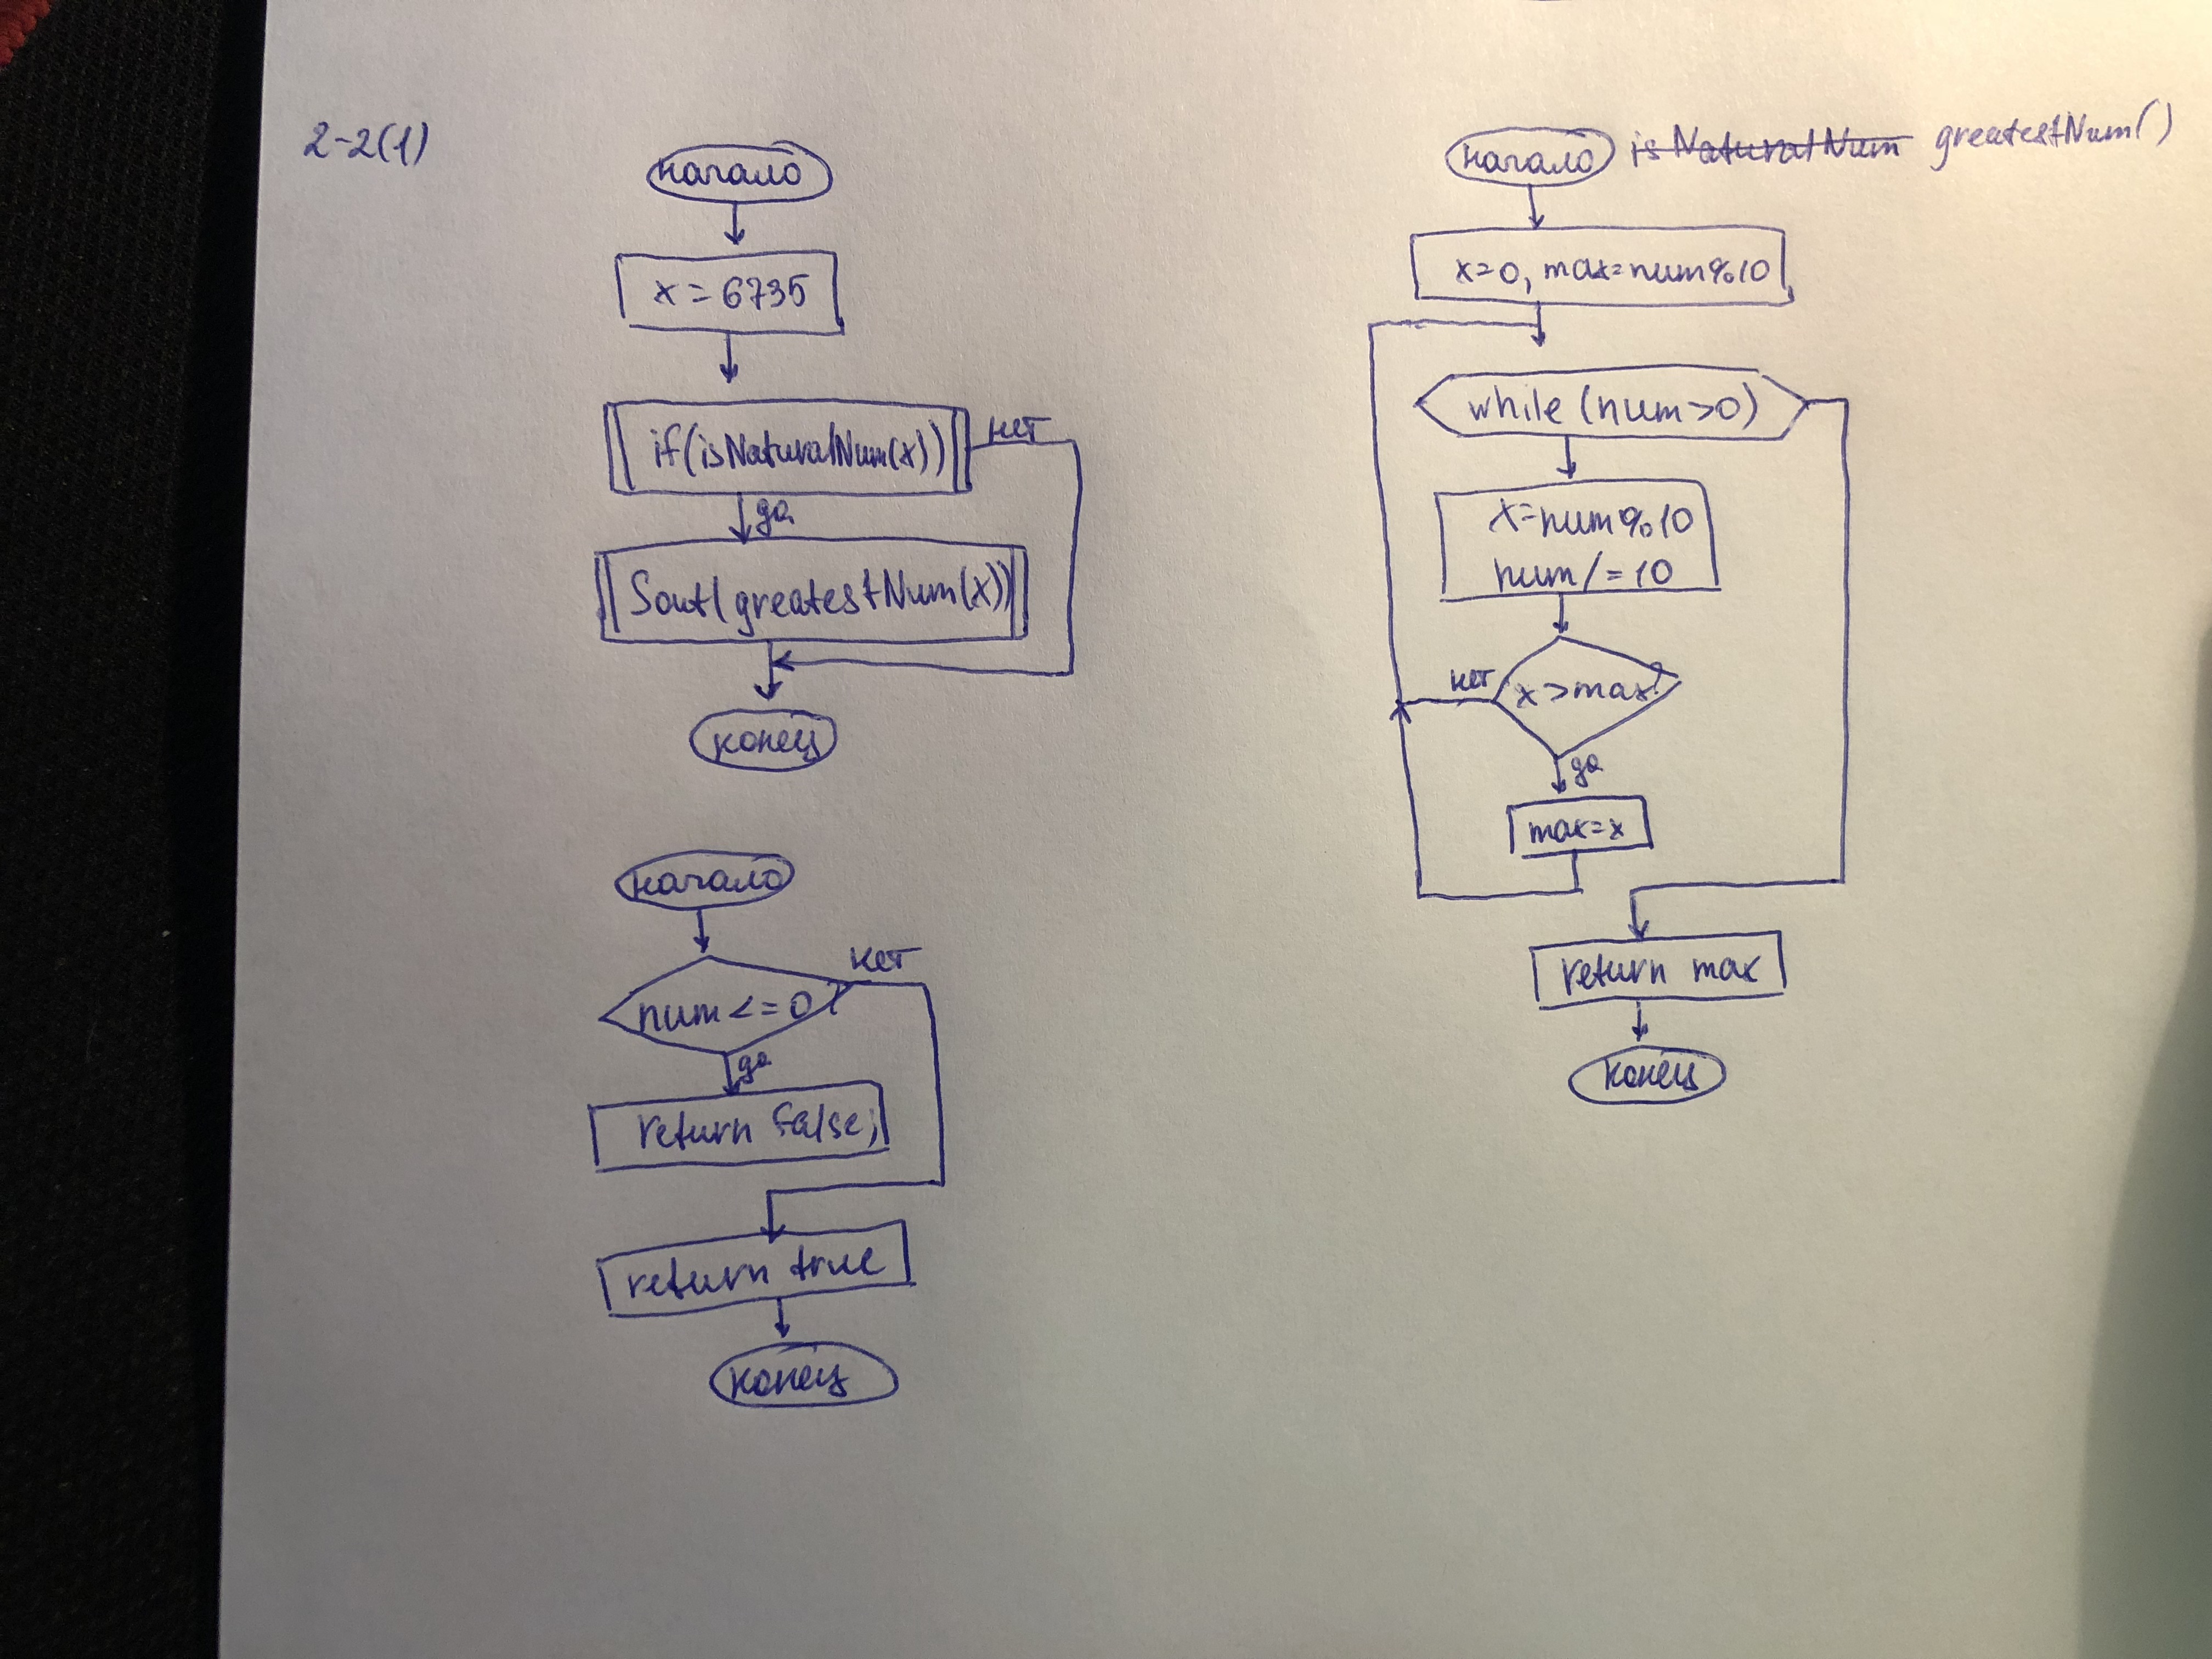 2-2(1)
начало
x = 6735
if(isNaturalNum(x))
нет
да
Sout(greatestNum(x))
конец
начало
num <= 0?
нет
да
return false;
return true
конец
начало isNaturalNum greatestNum()
x=0, max=num%10
while (num>0)
x=num%10
num/=10
нет
x>max?
да
max=x
return max
конец